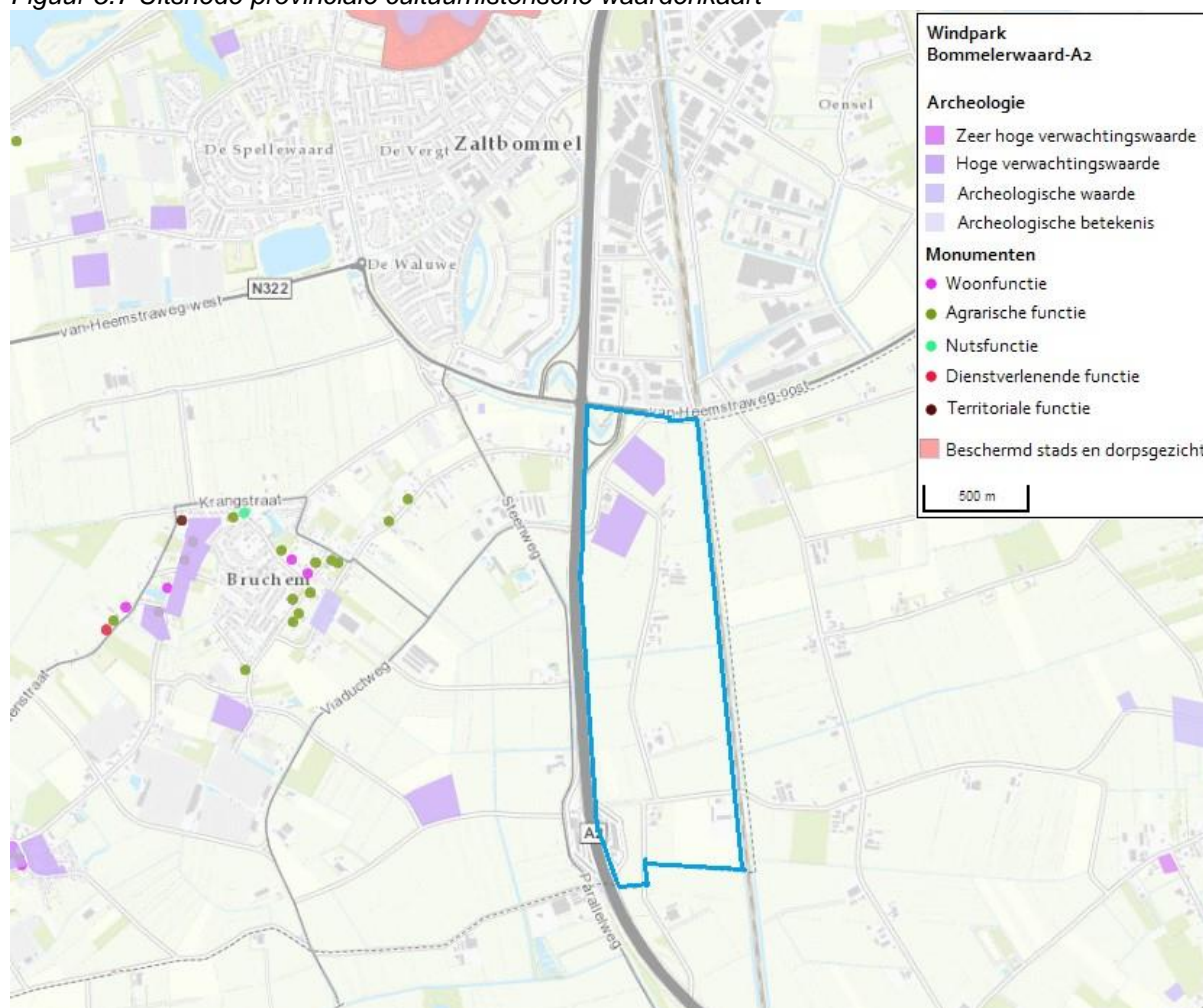 Figuur 3.7 Uitsnede provinciale cultuurhistorische waardenkaart
Windpark
Bommelerwaard-A2
Archeologie
Zeer hoge verwachtingswaarde
Hoge verwachtingswaarde
Archeologische waarde
Archeologische betekenis
Monumenten
Woonfunctie
Agrarische functie
Nutsfunctie
Dienstverlenende functie
Territoriale functie
Beschermd stads en dorpsgezicht
500 m
Oensel
De Spellewaard
De Vergt
Zaltbommel
De Waluwe
N322
van-Heemstraweg-west
van-Heemstraweg-oost
Krangstraat
Steenweg
Bruchem
enstraat
Viaductweg
A2
Parallelweg